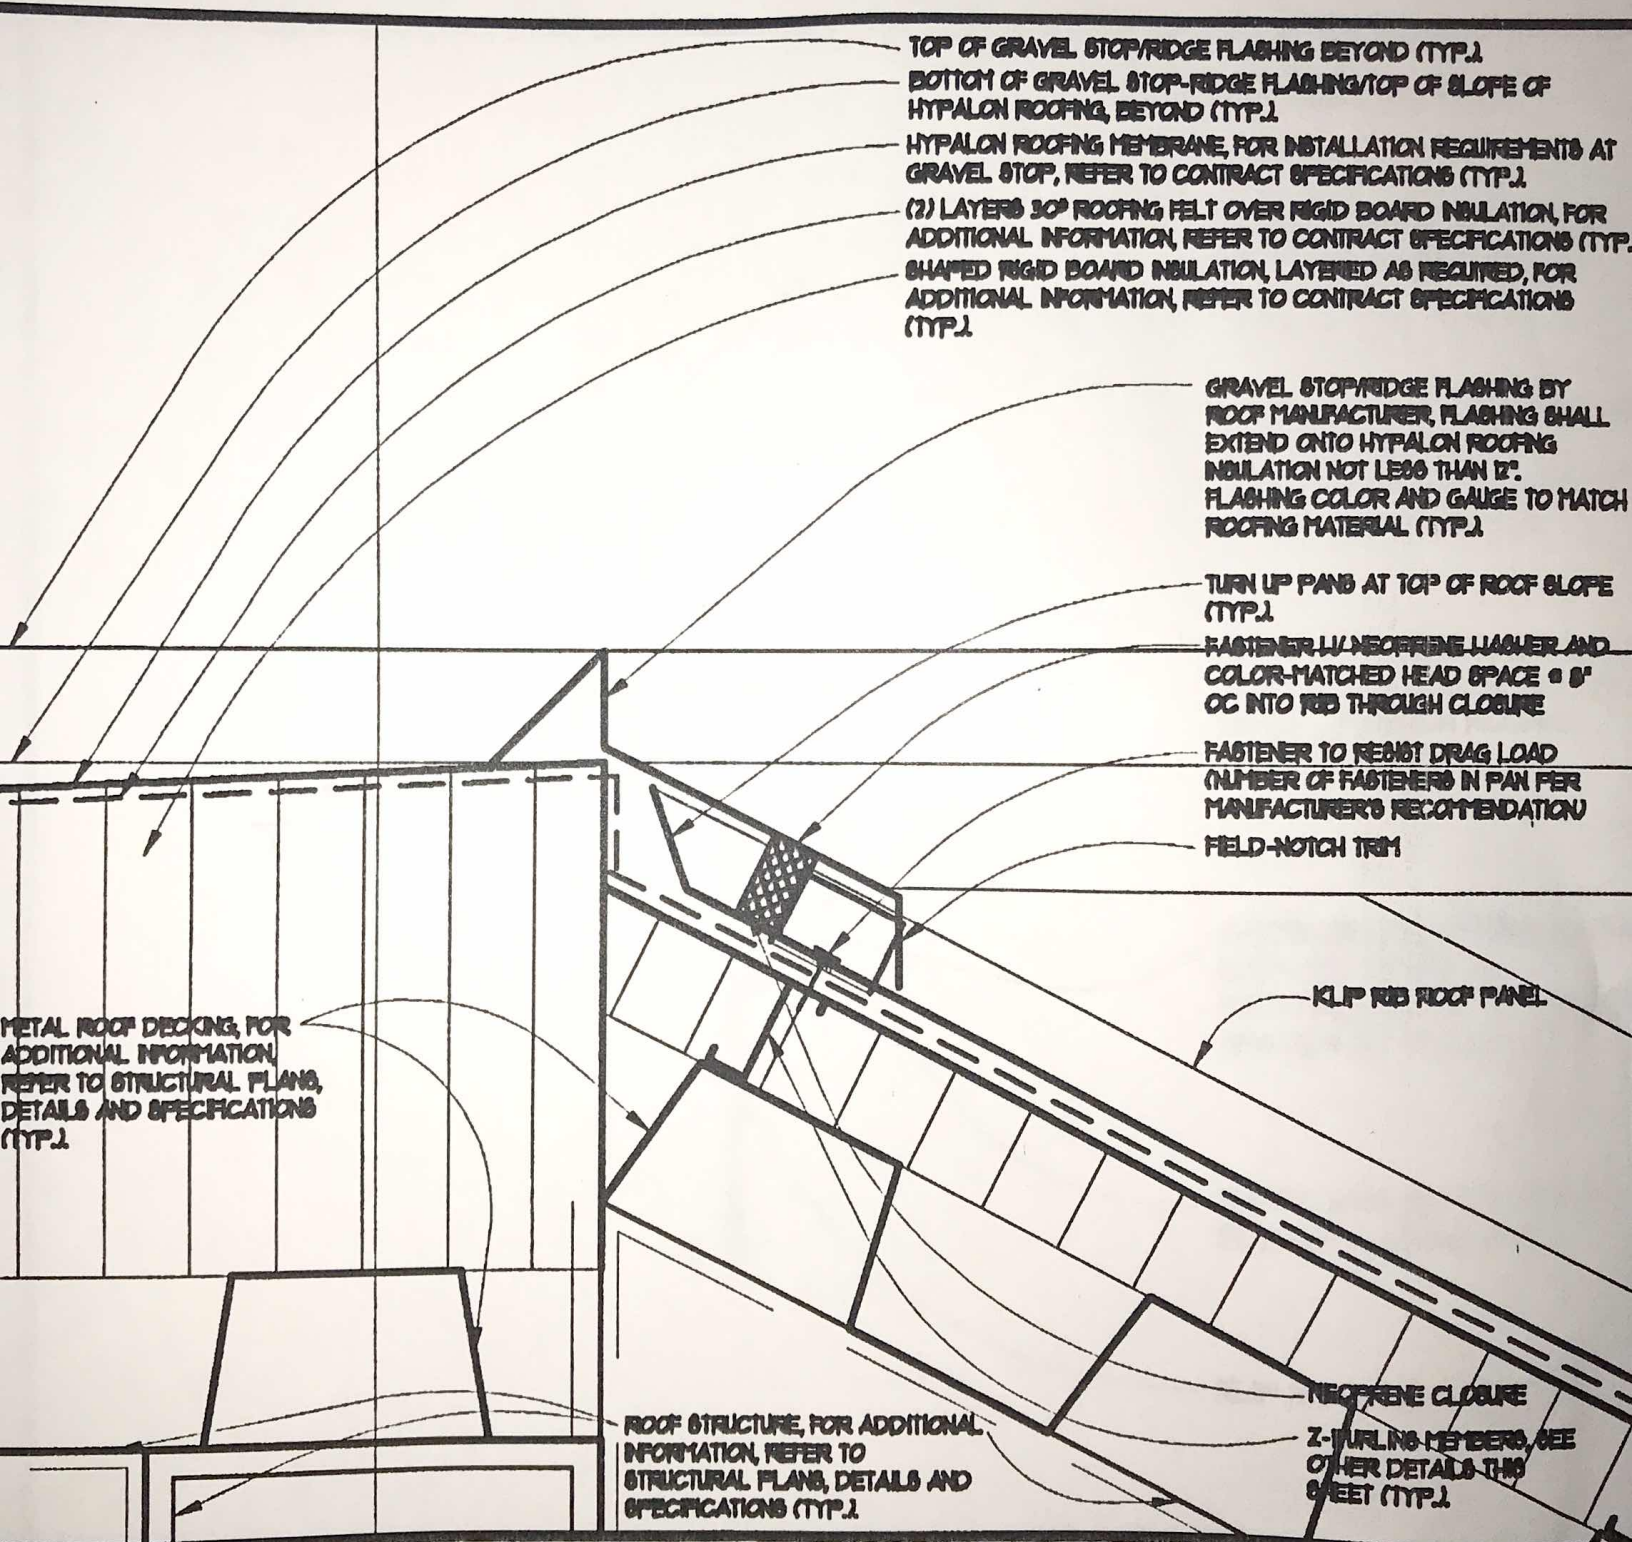 TOP OF GRAVEL STOP/RIDGE FLASHING BEYOND (TYP.)
BOTTOM OF GRAVEL STOP-RIDGE FLASHING/TOP OF SLOPE OF
HYPALON ROOFING, BEYOND (TYP.)
HYPALON ROOFING MEMBRANE, FOR INSTALLATION REQUIREMENTS AT
GRAVEL STOP, REFER TO CONTRACT SPECIFICATIONS (TYP.)
(2) LAYERS 30# ROOFING FELT OVER RIGID BOARD INSULATION, FOR
ADDITIONAL INFORMATION, REFER TO CONTRACT SPECIFICATIONS (TYP.
SHAPED RIGID BOARD INSULATION, LAYERED AS REQUIRED, FOR
ADDITIONAL INFORMATION, REFER TO CONTRACT SPECIFICATIONS
(TYP.)
GRAVEL STOP/RIDGE FLASHING BY
ROOF MANUFACTURER, FLASHING SHALL
EXTEND ONTO HYPALON ROOFING
INSULATION NOT LESS THAN 12".
FLASHING COLOR AND GAUGE TO MATCH
ROOFING MATERIAL (TYP.)
TURN UP PANS AT TOP OF ROOF SLOPE
(TYP.)
FASTENER W/ NEOPRENE WASHER AND
COLOR-MATCHED HEAD SPACE @ 8"
OC INTO RIB THROUGH CLOSURE
FASTENER TO RESIST DRAG LOAD
(NUMBER OF FASTENERS IN PAN PER
MANUFACTURER'S RECOMMENDATION)
FIELD-NOTCH TRIM
KLIP RIB ROOF PANEL
METAL ROOF DECKING, FOR
ADDITIONAL INFORMATION,
REFER TO STRUCTURAL PLANS,
DETAILS AND SPECIFICATIONS
(TYP.)
ROOF STRUCTURE, FOR ADDITIONAL
INFORMATION, REFER TO
STRUCTURAL PLANS, DETAILS AND
SPECIFICATIONS (TYP.)
NEOPRENE CLOSURE
Z-PURLINS MEMBERS, SEE
OTHER DETAILS THIS
SHEET (TYP.)